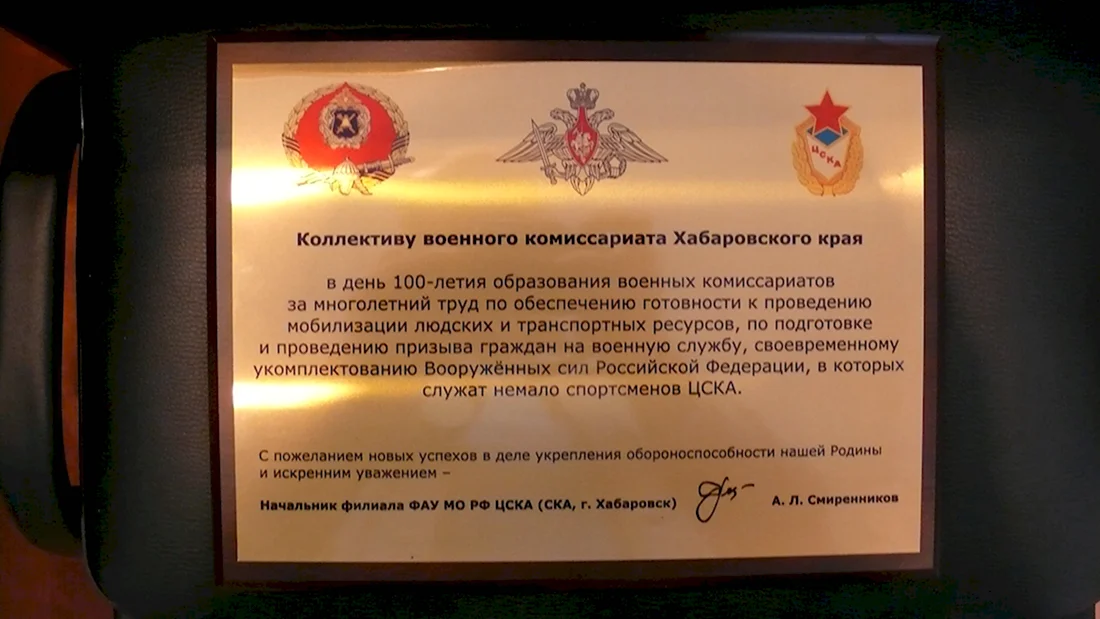 ЦСКА
Коллективу военного комиссариата Хабаровского края
в день 100-летия образования военных комиссариатов
за многолетний труд по обеспечению готовности к проведению
мобилизации людских и транспортных ресурсов, по подготовке
и проведению призыва граждан на военную службу, своевременному
укомплектованию Вооружённых сил Российской Федерации, в которых
служат немало спортсменов ЦСКА.
С пожеланием новых успехов в деле укрепления обороноспособности нашей Родины
и искренним уважением –
Начальник филиала ФАУ МО РФ ЦСКА (СКА, г. Хабаровск) А. Л. Смиренников